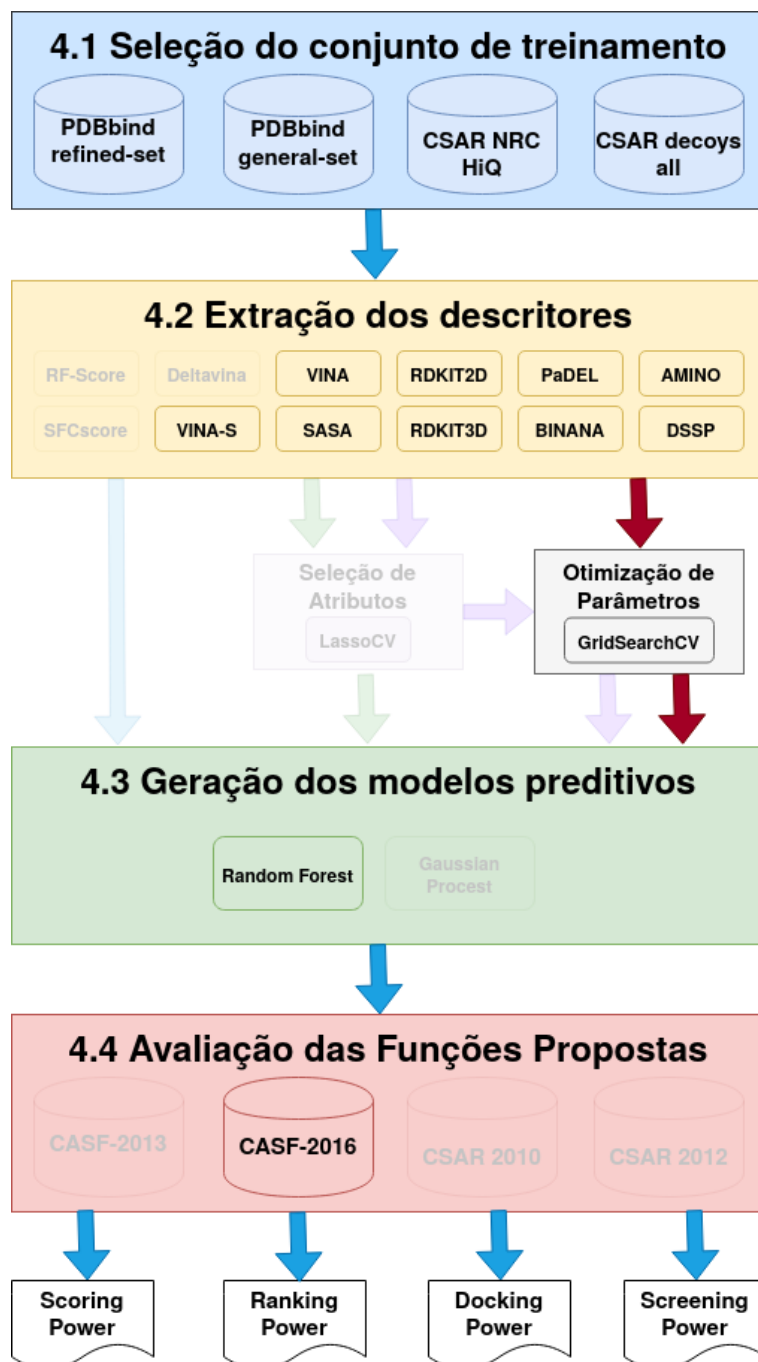 4.1 Seleção do conjunto de treinamento
PDBbind
refined-set
PDBbind
general-set
CSAR NRC
HiQ
CSAR decoys
all
4.2 Extração dos descritores
RF-Score
Deltavina
VINA
RDKIT2D
PaDEL
AMINO
SFCscore
VINA-S
SASA
RDKIT3D
BINANA
DSSP
Seleção de
Atributos
LassoCV
Otimização de
Parâmetros
GridSearchCV
4.3 Geração dos modelos preditivos
Random Forest
Gaussian
Procest
4.4 Avaliação das Funções Propostas
CASF-2013
CASF-2016
CSAR 2010
CSAR 2012
Scoring
Power
Ranking
Power
Docking
Power
Screening
Power